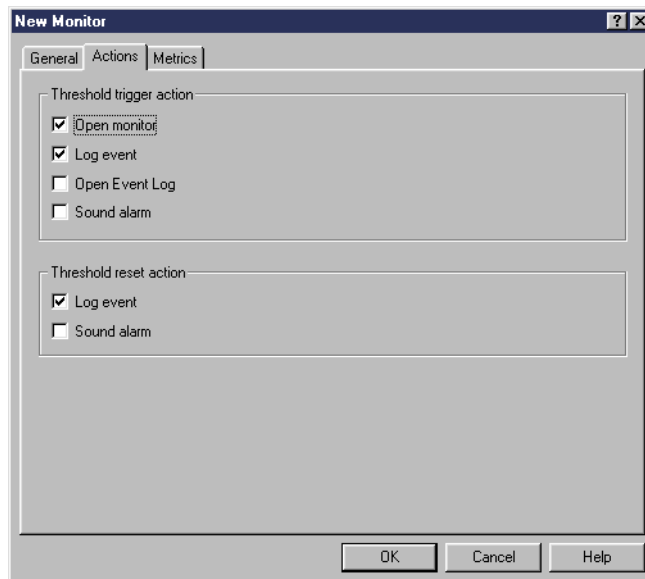 New Monitor
General Actions Metrics
Threshold trigger action
Open monitor
Log event
Open Event Log
Sound alarm
Threshold reset action
Log event
Sound alarm
OK Cancel Help